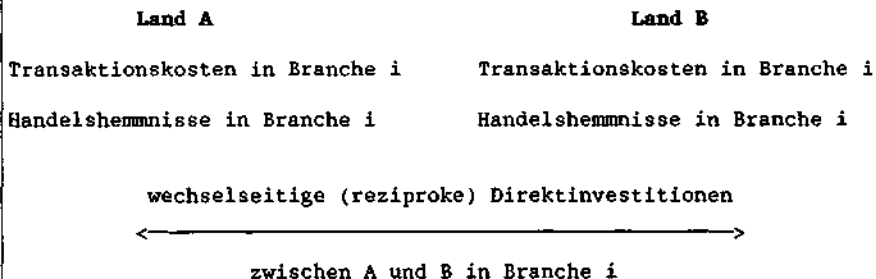 Land A Land B
Transaktionskosten in Branche i Transaktionskosten in Branche i
Handelshemmnisse in Branche i Handelshemmnisse in Branche i
wechselseitige (reziproke) Direktinvestitionen
<———————————>
zwischen A und B in Branche i